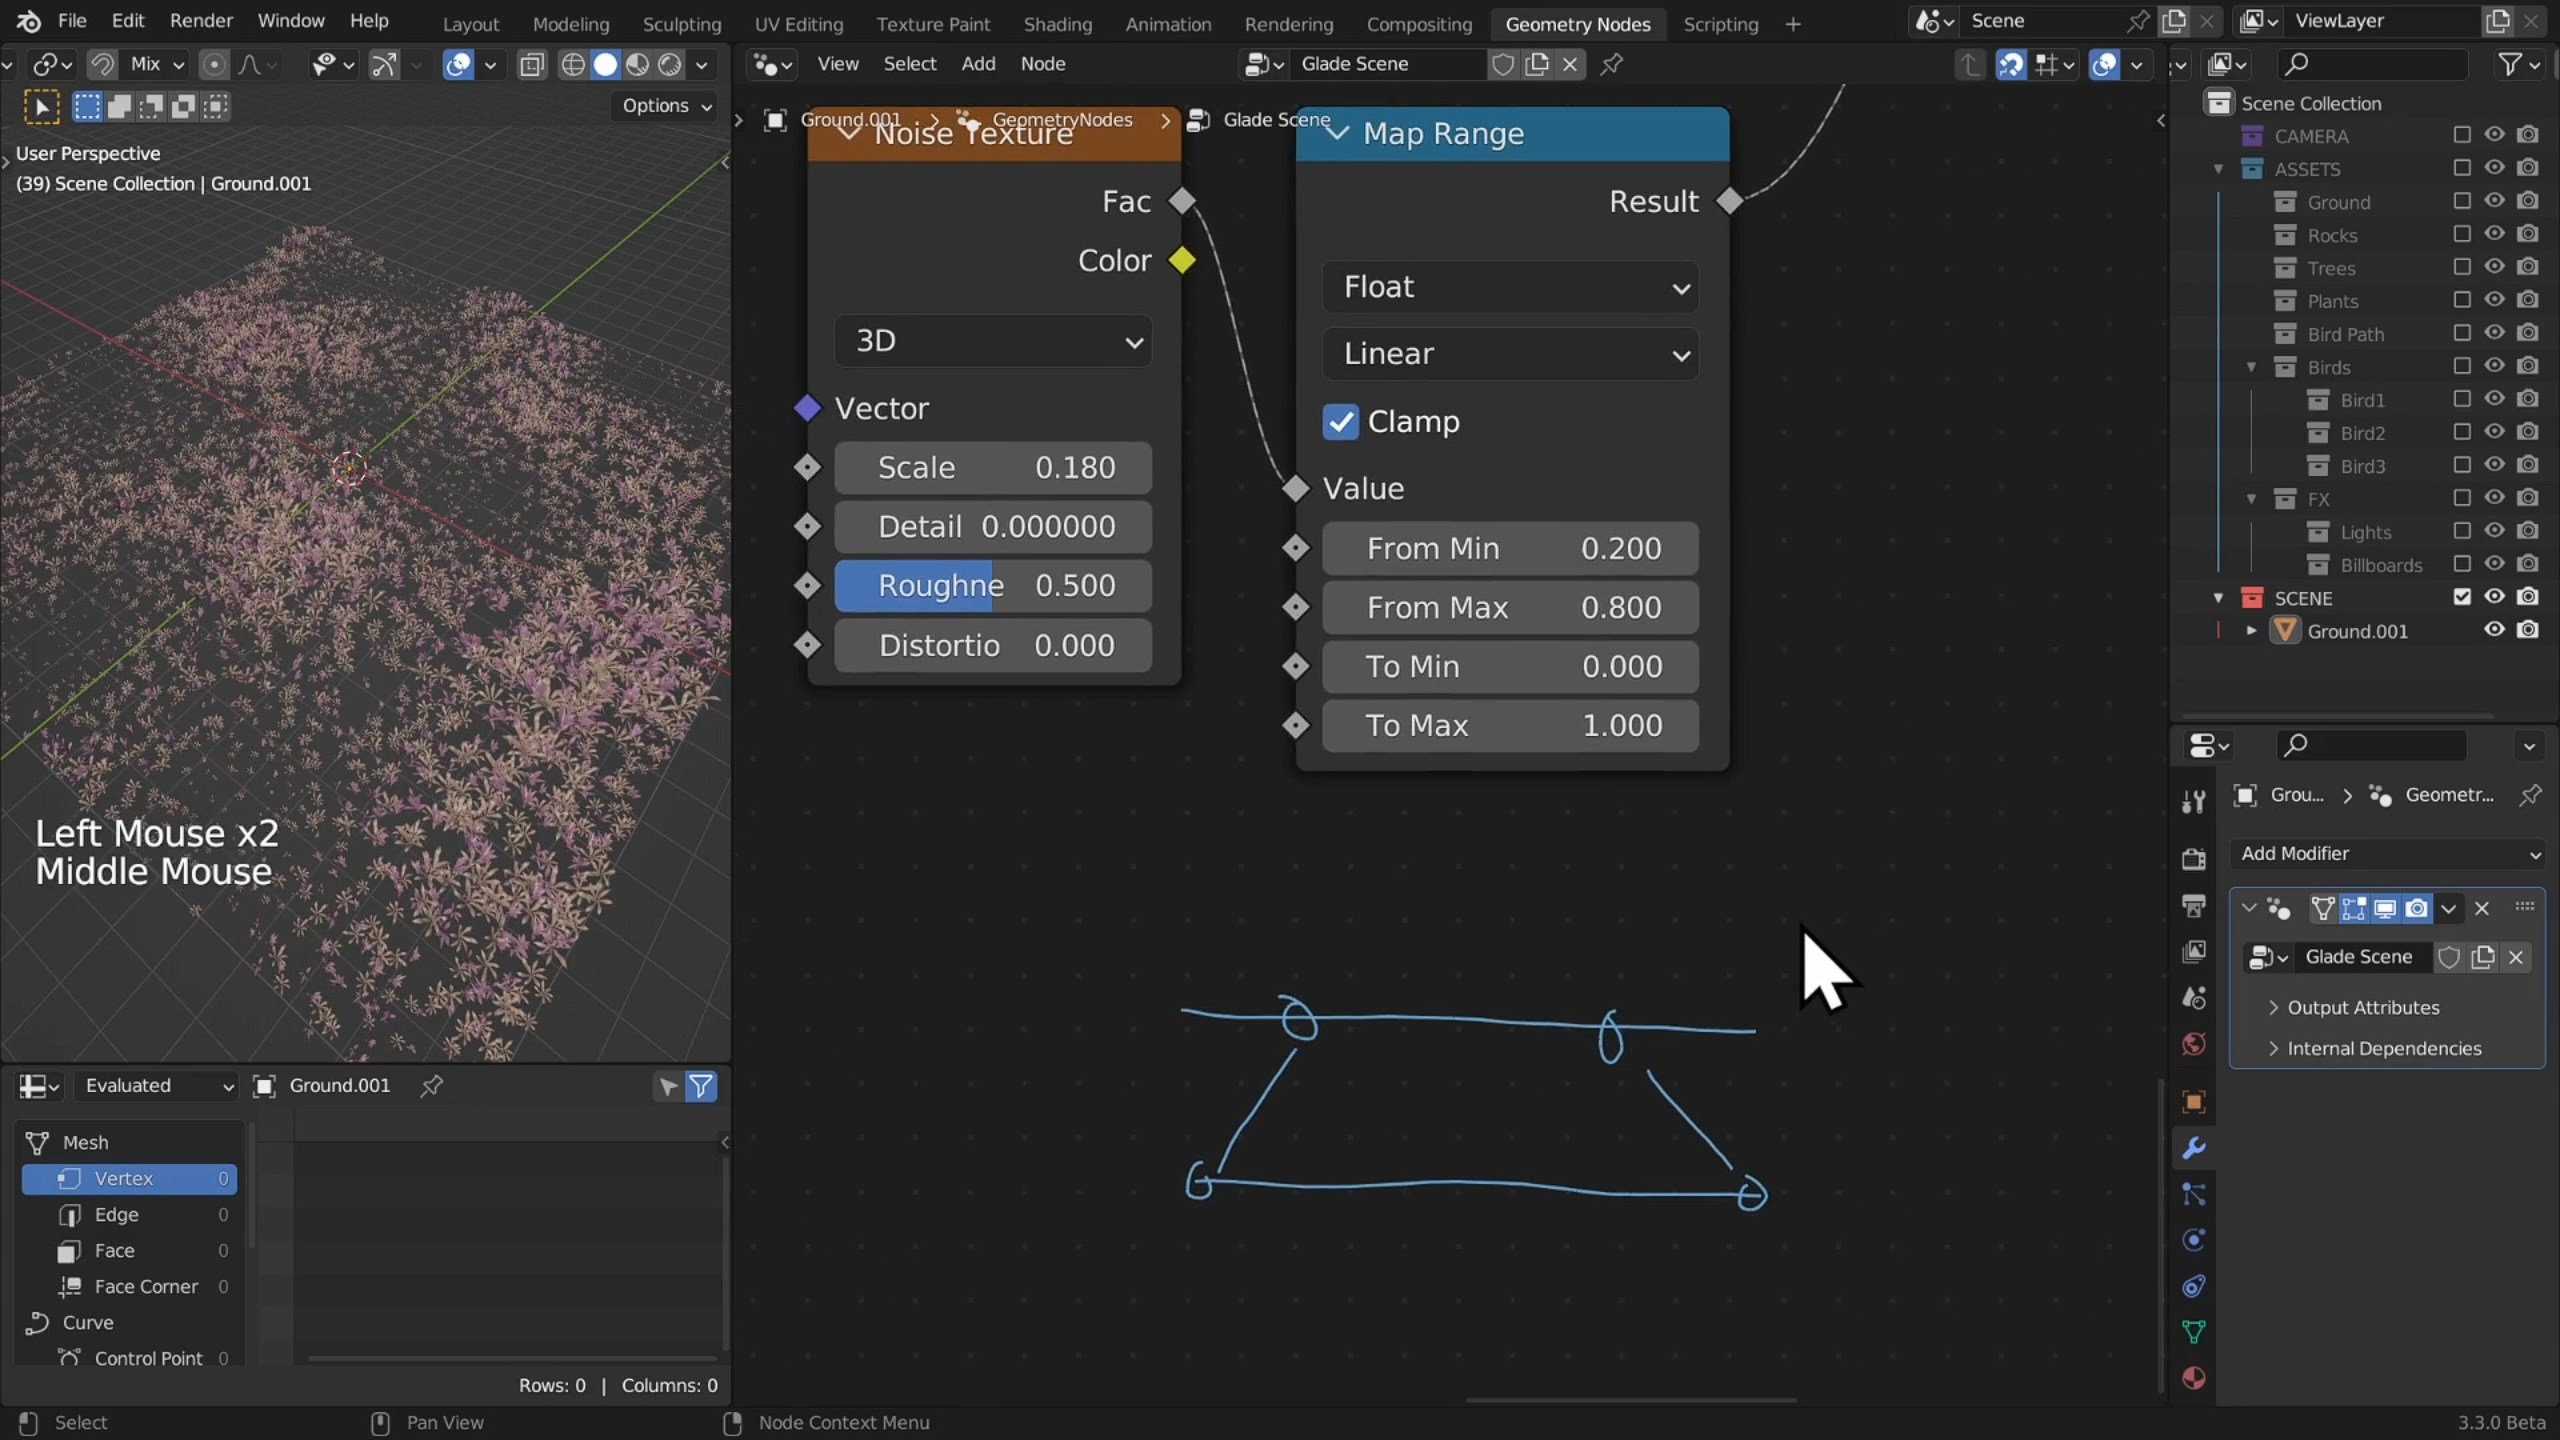 File Edit Render Window Help Layout Modeling Sculpting UV Editing Texture Paint Shading Animation Rendering Compositing Geometry Nodes Scripting + Scene ViewLayer
Mix View Select Add Node Glade Scene
Options
Ground.001 > GeometryNodes > Glade Scene
User Perspective
(39) Scene Collection | Ground.001
Noise Texture
Fac
Color
3D
Vector
Scale 0.180
Detail 0.000000
Roughne 0.500
Distortio 0.000
Map Range
Result
Float
Linear
Clamp
Value
From Min 0.200
From Max 0.800
To Min 0.000
To Max 1.000
Scene Collection
CAMERA
ASSETS
Ground
Rocks
Trees
Plants
Bird Path
Birds
Bird1
Bird2
Bird3
FX
Lights
Billboards
SCENE
Ground.001
Grou... > Geometr...
Add Modifier
Glade Scene
Output Attributes
Internal Dependencies
Left Mouse x2
Middle Mouse
Evaluated Ground.001
Mesh
Vertex 0
Edge 0
Face 0
Face Corner 0
Curve
Control Point 0
Rows: 0 | Columns: 0
Select Pan View Node Context Menu 3.3.0 Beta